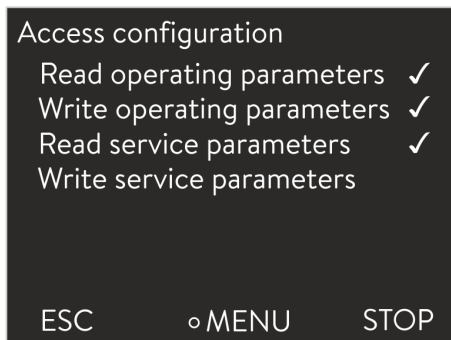 Access configuration
Read operating parameters ✓
Write operating parameters ✓
Read service parameters ✓
Write service parameters
ESC ○ MENU STOP